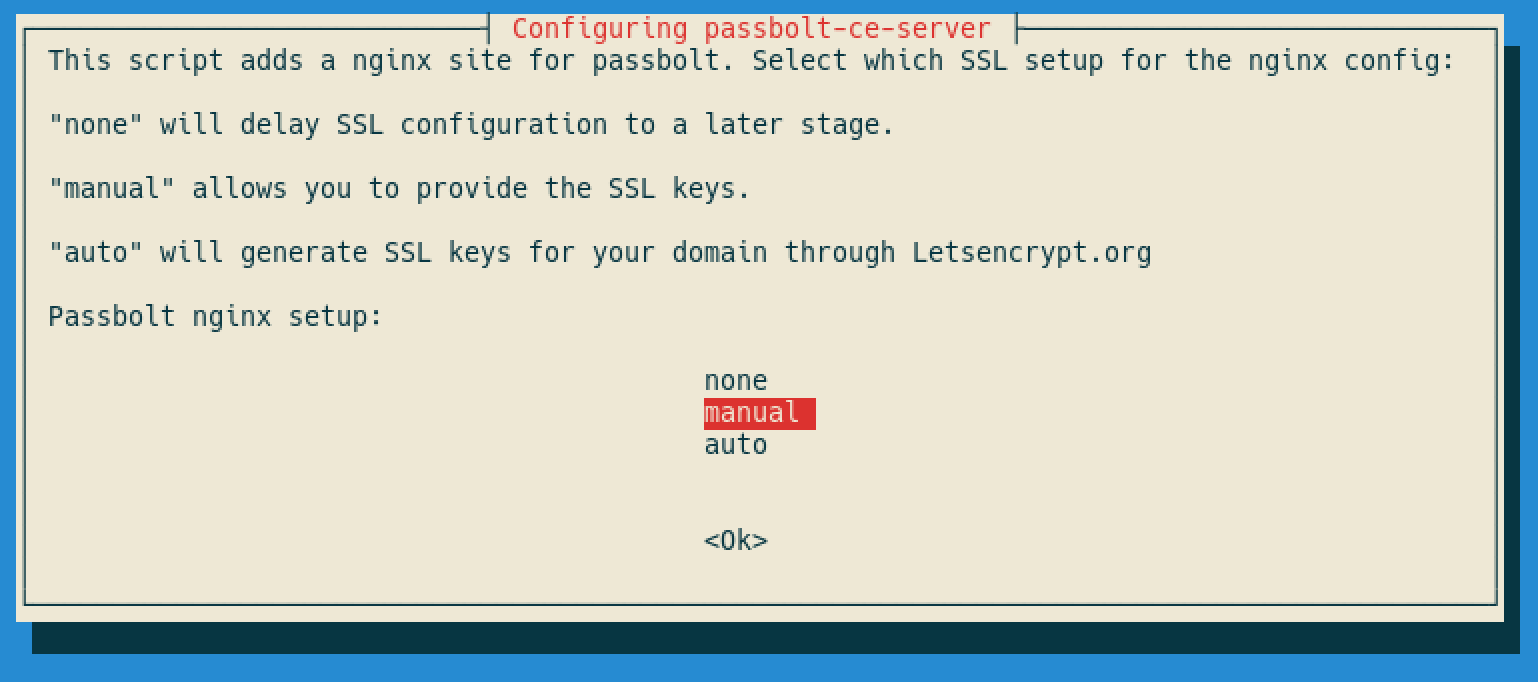 Configuring passbolt-ce-server
This script adds a nginx site for passbolt. Select which SSL setup for the nginx config:
"none" will delay SSL configuration to a later stage.
"manual" allows you to provide the SSL keys.
"auto" will generate SSL keys for your domain through Letsencrypt.org
Passbolt nginx setup:
none
manual
auto
<Ok>